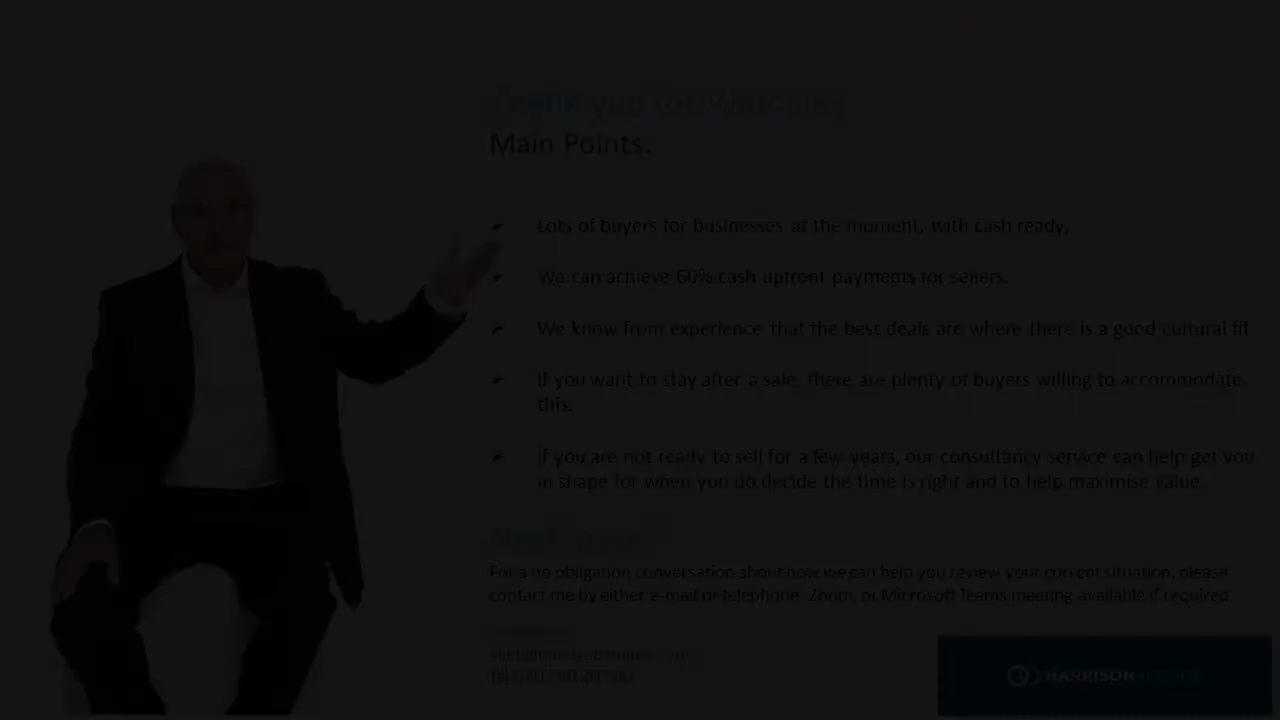 Thank you for Watching
Main Points.
Lots of buyers for businesses at the moment, with cash ready,
We can achieve 60% cash upfront payments for sellers.
We know from experience that the best deals are where there is a good cultural fit
If you want to stay after a sale, there are plenty of buyers willing to accommodate
this.
If you are not ready to sell for a few years, our consultancy service can help get you
in shape for when you do decide the time is right and to help maximise value.
For a no obligation conversation about how we can help you review your current situation, please
contact me by either e-mail or telephone. Zoom, or Microsoft Teams meeting available if required.
HARRISON